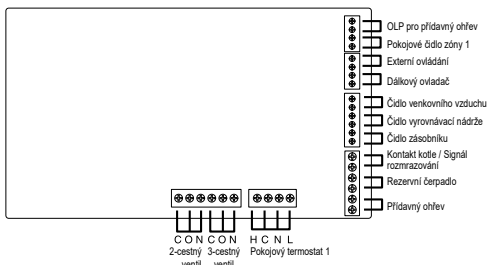 OLP pro přídavný ohřev
Pokojové čidlo zóny 1
Externí ovládání
Dálkový ovladač
Čidlo venkovního vzduchu
Čidlo vyrovnávací nádrže
Čidlo zásobníku
Kontakt kotle / Signál
rozmrazování
Rezervní čerpadlo
Přídavný ohřev
C O N C O N H C N L
2-cestný 3-cestný Pokojový termostat 1
ventil ventil